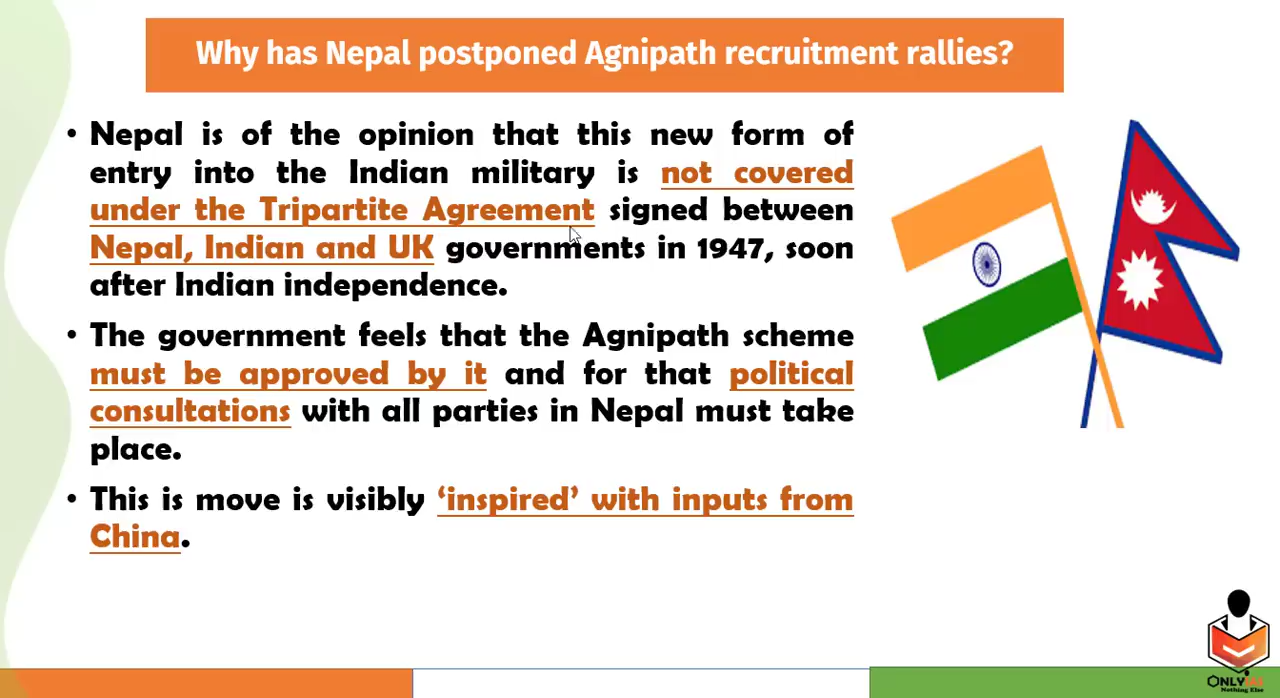 Why has Nepal postponed Agnipath recruitment rallies?
• Nepal is of the opinion that this new form of
entry into the Indian military is not covered
under the Tripartite Agreement signed between
Nepal, Indian and UK governments in 1947, soon
after Indian independence.
• The government feels that the Agnipath scheme
must be approved by it and for that political
consultations with all parties in Nepal must take
place.
• This is move is visibly ‘inspired’ with inputs from
China.
ONLYIAS
Nothing Else